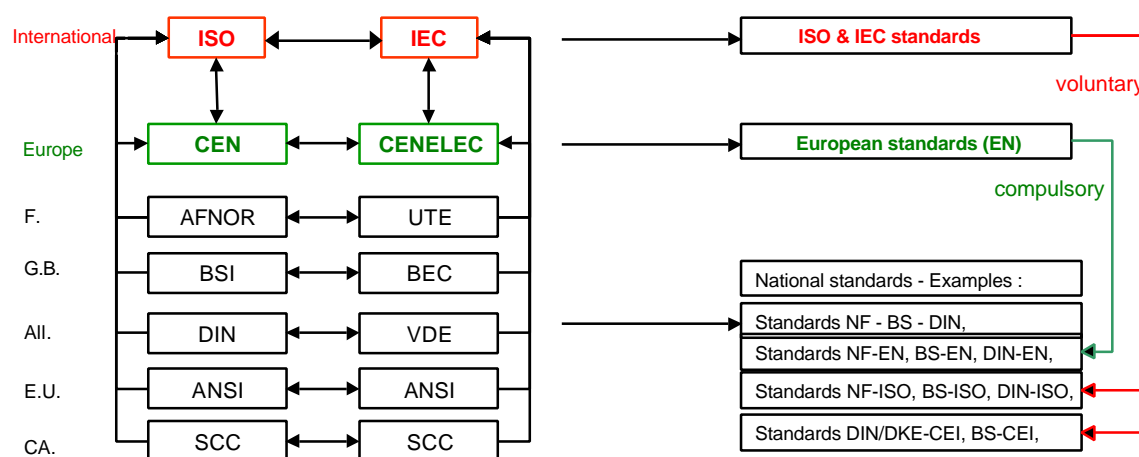 International
ISO
IEC
ISO & IEC standards
voluntary
Europe
CEN
CENELEC
European standards (EN)
compulsory
F.
AFNOR
UTE
G.B.
BSI
BEC
National standards - Examples :
All.
DIN
VDE
Standards NF - BS - DIN,
Standards NF-EN, BS-EN, DIN-EN,
E.U.
ANSI
ANSI
Standards NF-ISO, BS-ISO, DIN-ISO,
CA.
SCC
SCC
Standards DIN/DKE-CEI, BS-CEI,